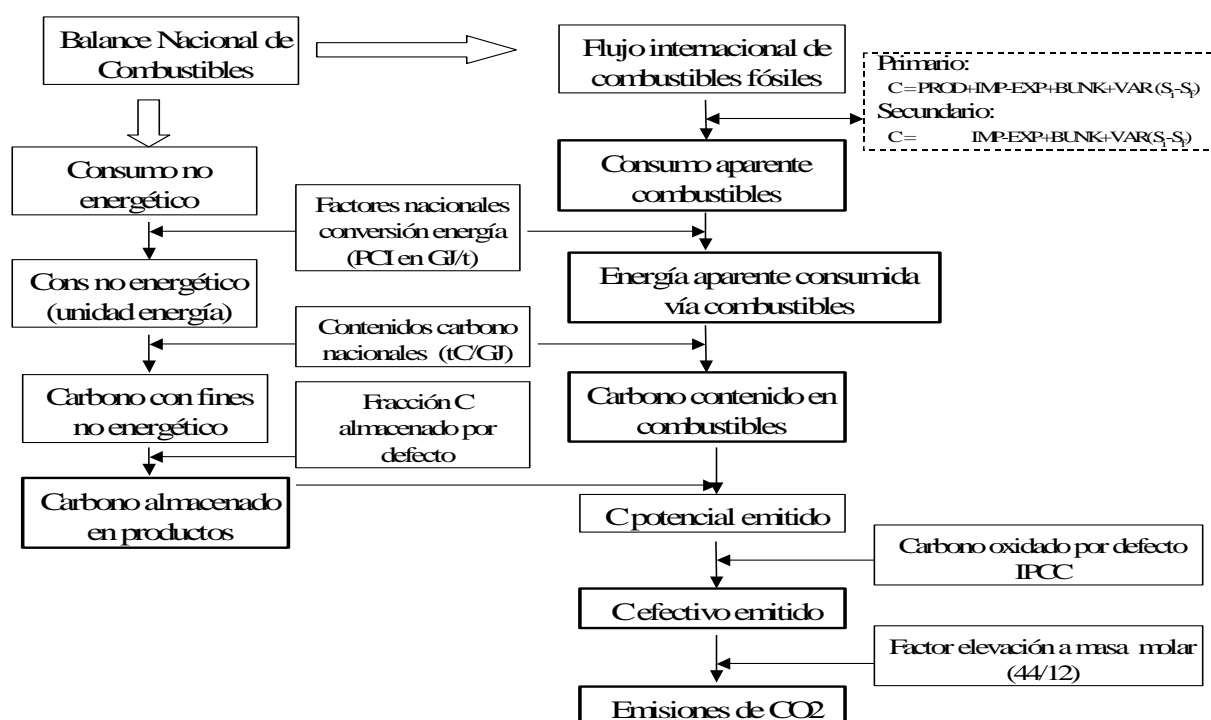 Balance Nacional de
Combustibles
Flujo internacional de
combustibles fósiles
Primario:
C = PROD+IMP-EXP+BUNK+VAR (Si-Sf)
Secundario:
C = IMP-EXP+BUNK+VAR(Si-Sf)
Consumo no
energético
Consumo aparente
combustibles
Factores nacionales
conversión energía
(PCI en GJ/t)
Cons no energético
(unidad energía)
Energía aparente consumida
vía combustibles
Contenidos carbono
nacionales (tC/GJ)
Carbono con fines
no energético
Fracción C
almacenado por
defecto
Carbono contenido en
combustibles
Carbono almacenado
en productos
C potencial emitido
Carbono oxidado por defecto
IPCC
C efectivo emitido
Factor elevación a masa molar
(44/12)
Emisiones de CO2